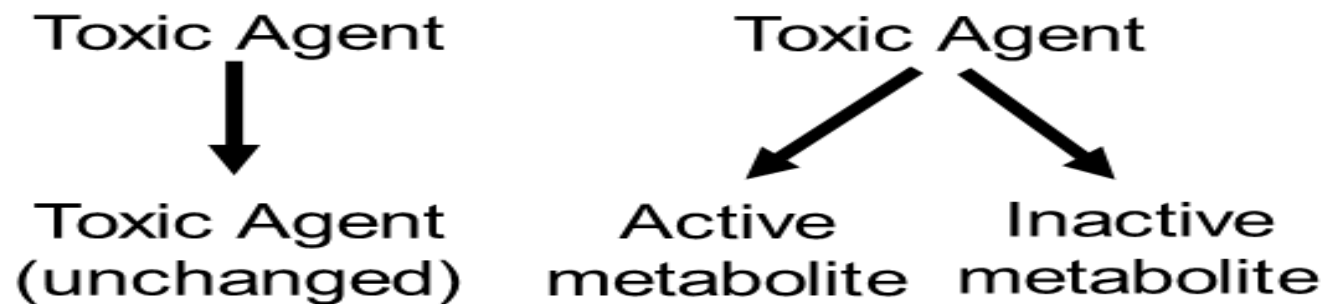 Toxic Agent
Toxic Agent
(unchanged)
Toxic Agent
Active
metabolite
Inactive
metabolite